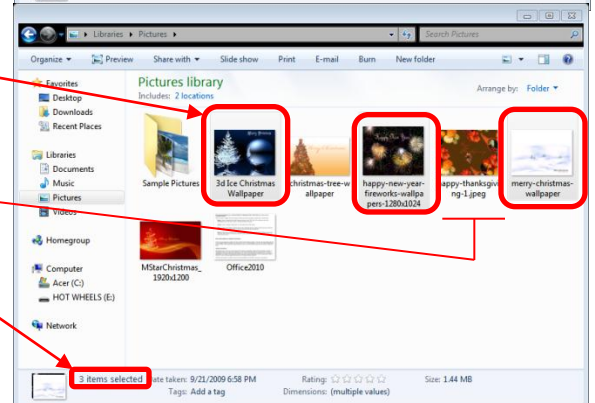 Libraries ▸ Pictures ▸
Search Pictures
Organize ▾ Preview Share with ▾ Slide show Print E-mail Burn New folder
Favorites
Desktop
Downloads
Recent Places
Libraries
Documents
Music
Pictures
Videos
Homegroup
Computer
Acer (C:)
HOT WHEELS (E:)
Network
Pictures library
Includes: 2 locations
Arrange by: Folder ▾
Sample Pictures
3d Ice Christmas
Wallpaper
christmas-tree-w
allpaper
happy-new-year-
fireworks-wallpa
pers-1280x1024
happy-thanksgivi
ng-1.jpeg
merry-christmas-
wallpaper
MStarChristmas_
1920x1200
Office2010
3 items selected Date taken: 9/21/2009 6:58 PM Rating: ☆☆☆☆☆ Size: 1.44 MB
Tags: Add a tag Dimensions: (multiple values)